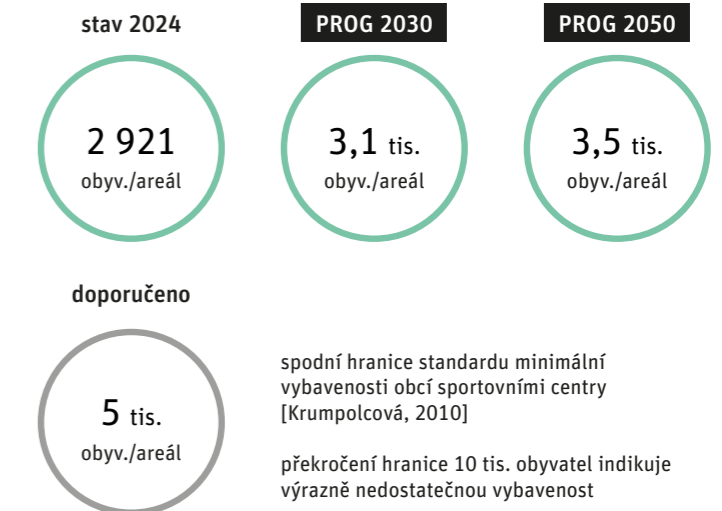 stav 2024
PROG 2030
PROG 2050
2 921
obyv./areál
3,1 tis.
obyv./areál
3,5 tis.
obyv./areál
doporučeno
5 tis.
obyv./areál
spodní hranice standardu minimální
vybavenosti obcí sportovními centry
[Krumpolcová, 2010]
překročení hranice 10 tis. obyvatel indikuje
výrazně nedostatečnou vybavenost